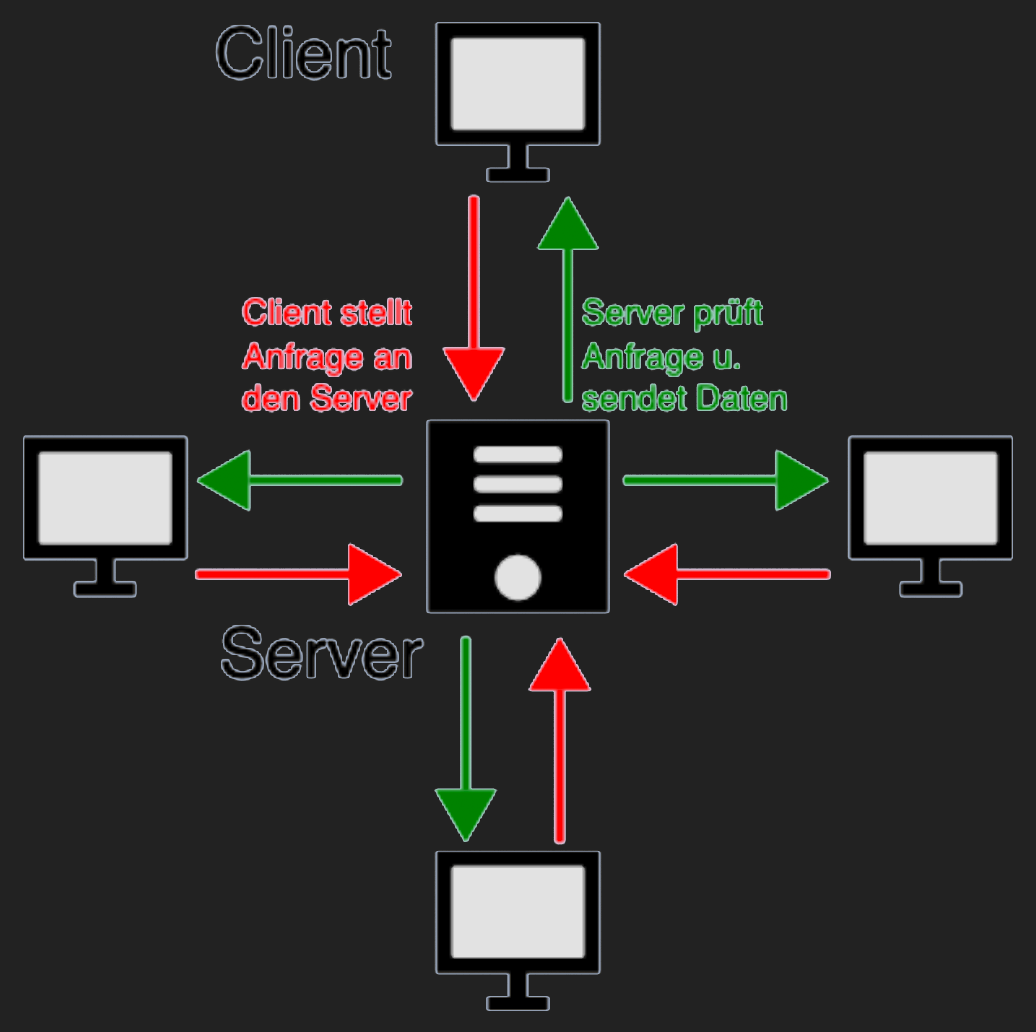 Client
Client stellt
Anfrage an
den Server
Server prüft
Anfrage u.
sendet Daten
Server